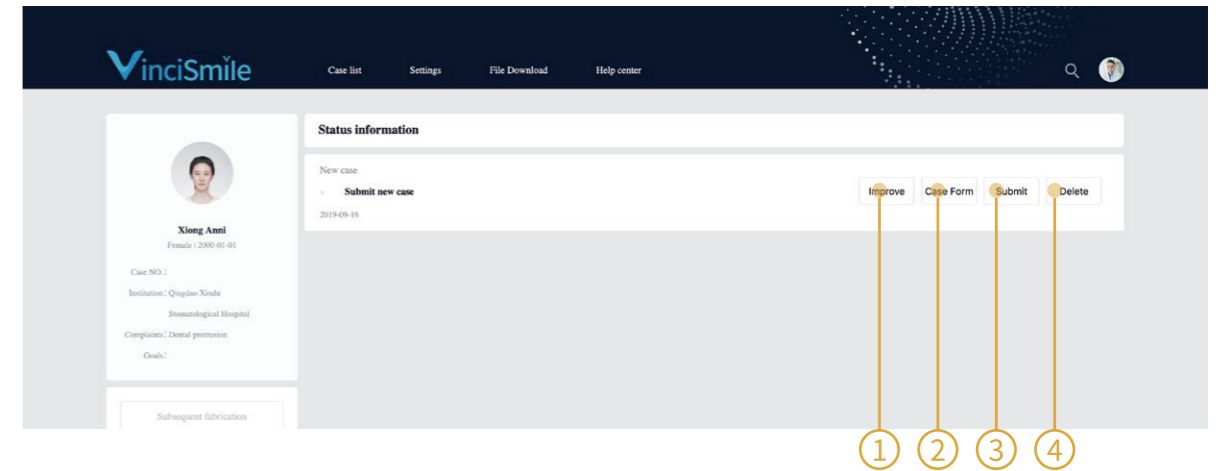 VinciSmile
Case list Settings File Download Help center
Status information
New case
Submit new case
2019-09-16
Improve Case Form Submit Delete
Xiong Anni
Female | 2000-01-01
Case NO.:
Institution: Qingdao Xindu
Stomatological Hospital
Complaints: Dental protrusion
Goals:
Subsequent fabrication
1 2 3 4